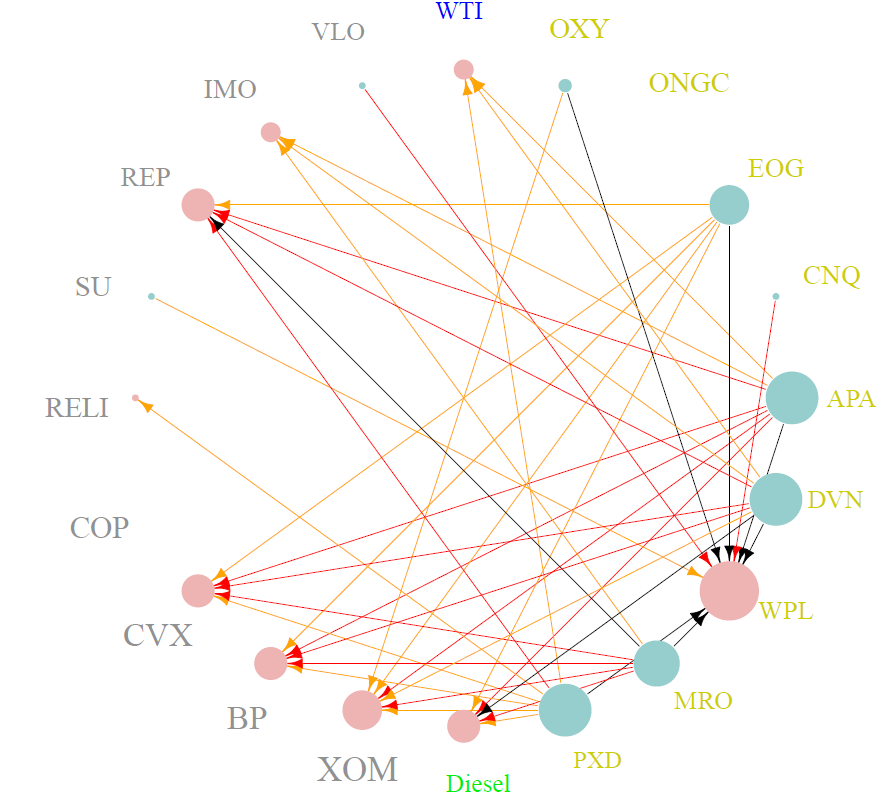 WTI
OXY
VLO
ONGC
IMO
EOG
REP
CNQ
SU
APA
RELI
DVN
COP
WPL
CVX
MRO
BP
PXD
XOM
Diesel